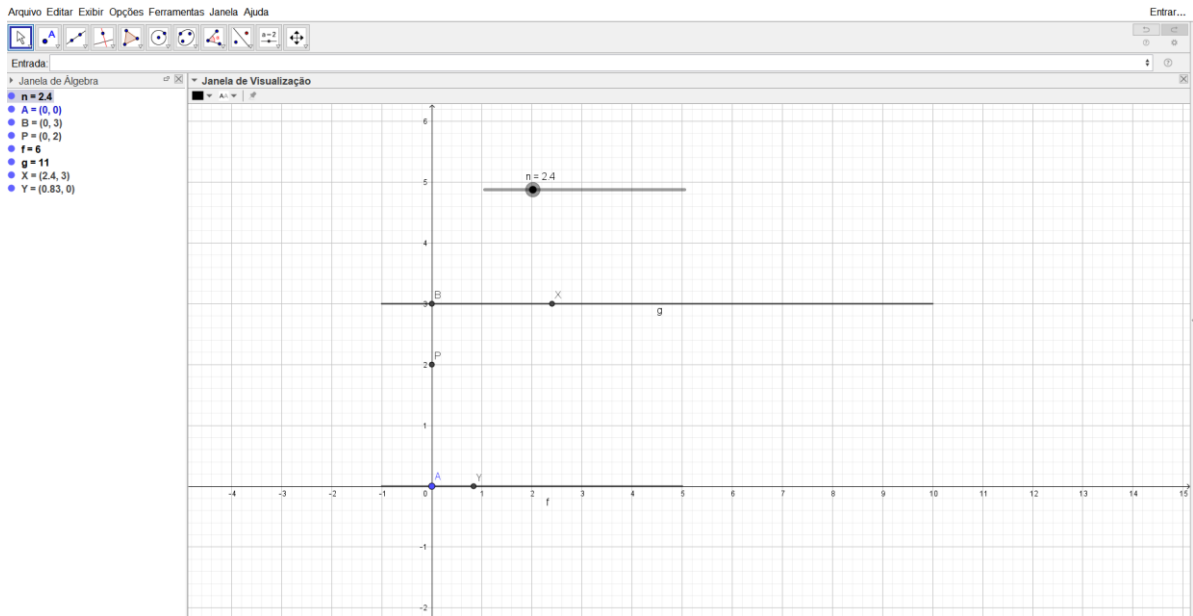 Arquivo Editar Exibir Opções Ferramentas Janela Ajuda Entrar...
A a=2
Entrada:
Janela de Álgebra
Janela de Visualização
n = 2.4
A = (0, 0)
B = (0, 3)
P = (0, 2)
f = 6
g = 11
X = (2.4, 3)
Y = (0.83, 0)
6
n = 2.4
5
4
B X
3
g
P
2
1
A Y
-4 -3 -2 -1 0 1 2 3 4 5 6 7 8 9 10 11 12 13 14 15
f
-1
-2